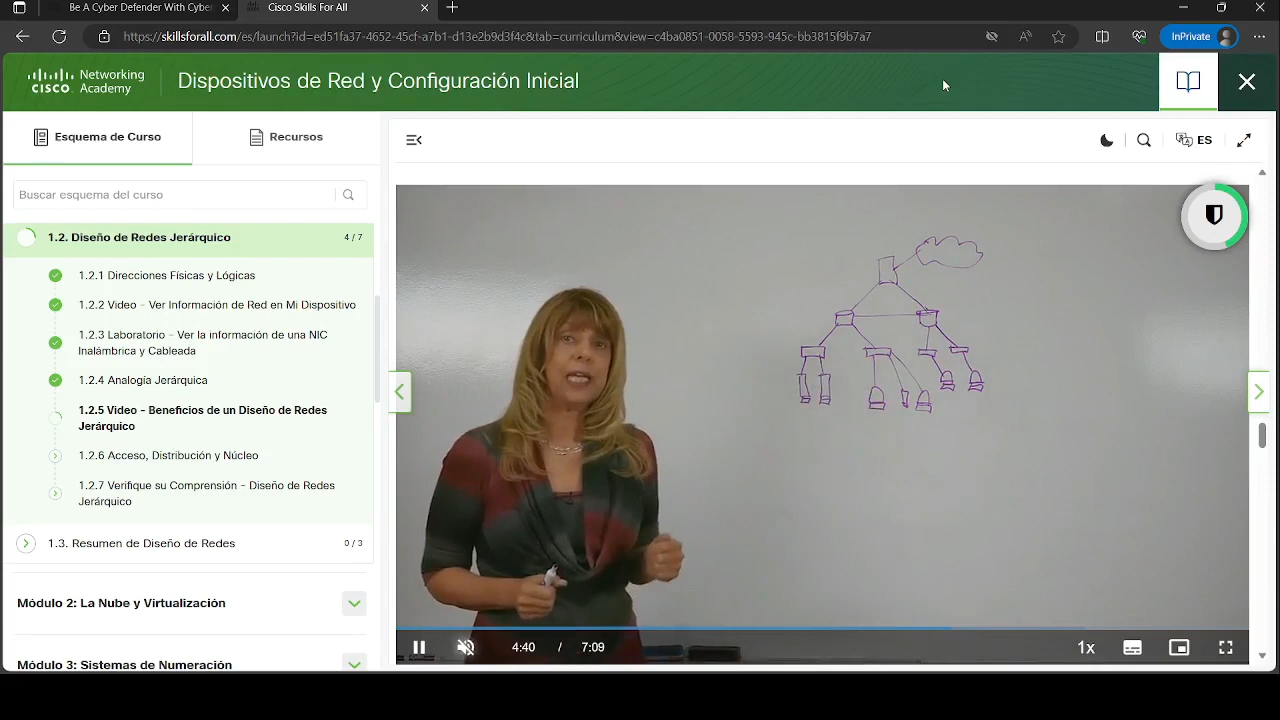 Be A Cyber Defender With Cyber
Cisco Skills For All
https://skillsforall.com/es/launch?id=ed51fa37-4652-45cf-a7b1-d13e2b9d3f4c8&tab=curriculum&view=c4ba0851-0058-5593-945c-bb3815f9b7a7
InPrivate
CISCO
Networking
Academy
Dispositivos de Red y Configuración Inicial
Esquema de Curso
Recursos
ES
Buscar esquema del curso
1.2. Diseño de Redes Jerárquico
4 / 7
1.2.1 Direcciones Físicas y Lógicas
1.2.2 Video - Ver Información de Red en Mi Dispositivo
1.2.3 Laboratorio - Ver la información de una NIC
Inalámbrica y Cableada
1.2.4 Analogía Jerárquica
1.2.5 Video - Beneficios de un Diseño de Redes
Jerárquico
1.2.6 Acceso, Distribución y Núcleo
1.2.7 Verifique su Comprensión - Diseño de Redes
Jerárquico
1.3. Resumen de Diseño de Redes
0 / 3
Módulo 2: La Nube y Virtualización
Módulo 3: Sistemas de Numeración
4:40 / 7:09
1x